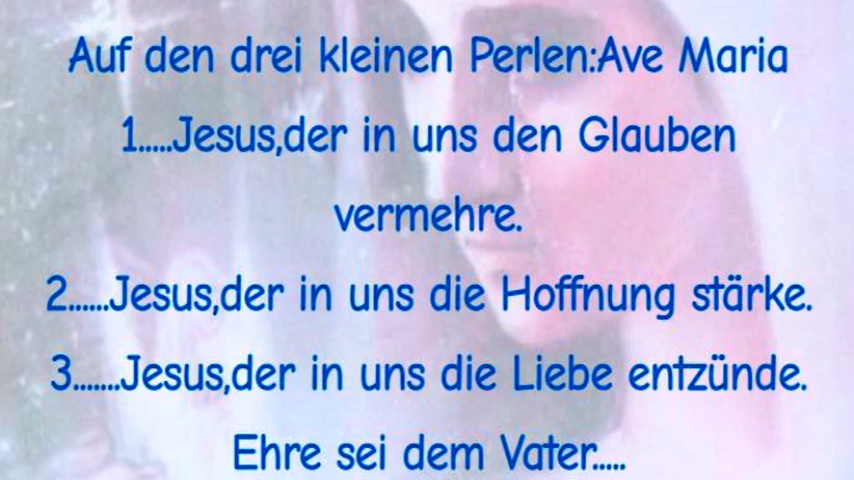 Auf den drei kleinen Perlen:Ave Maria
1.....Jesus,der in uns den Glauben
vermehre.
2......Jesus,der in uns die Hoffnung stärke.
3.......Jesus,der in uns die Liebe entzünde.
Ehre sei dem Vater.....